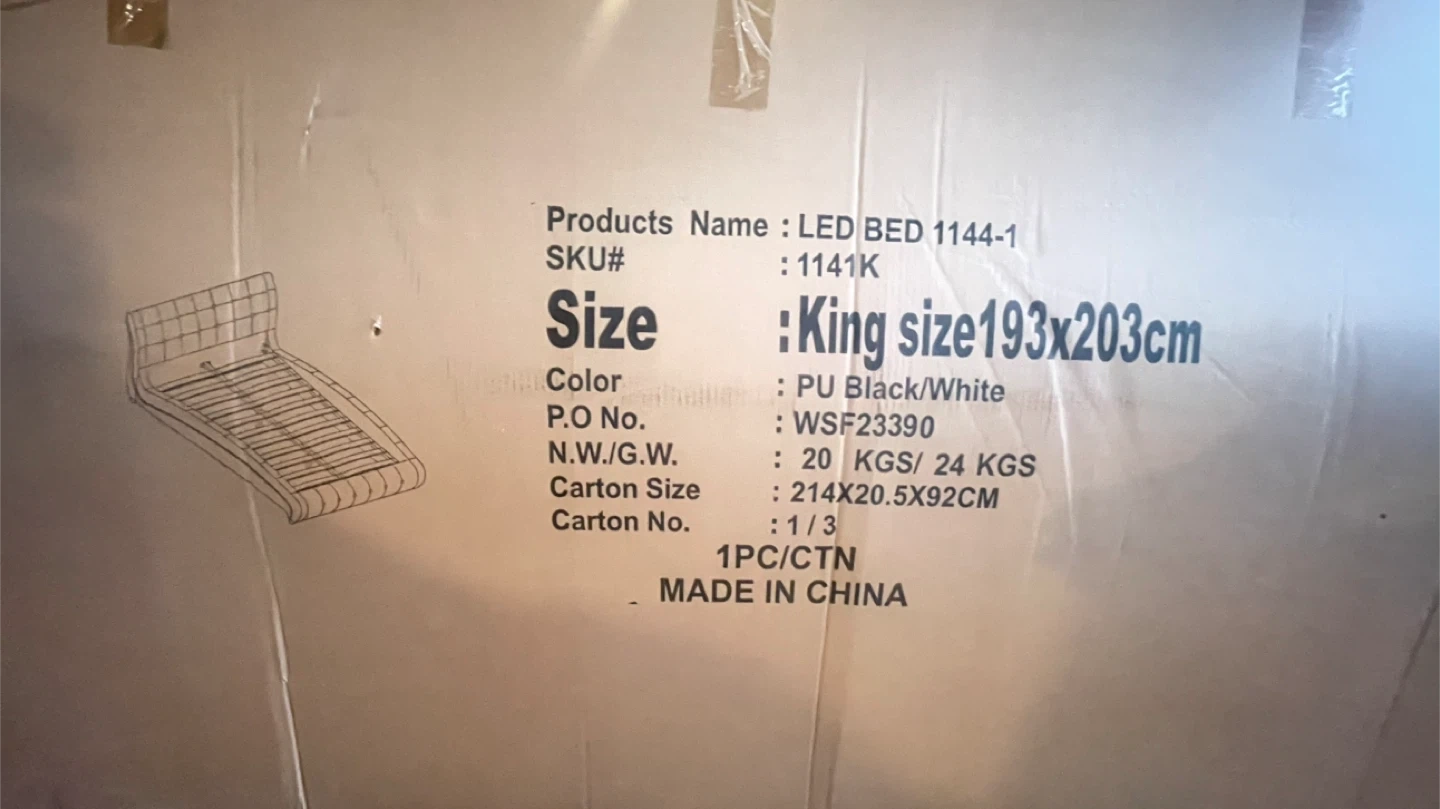 Products Name : LED BED 1144-1
SKU# : 1141K
Size :King size193x203cm
Color : PU Black/White
P.O No. : WSF23390
N.W./G.W. : 20 KGS/ 24 KGS
Carton Size : 214X20.5X92CM
Carton No. : 1 / 3
1PC/CTN
MADE IN CHINA